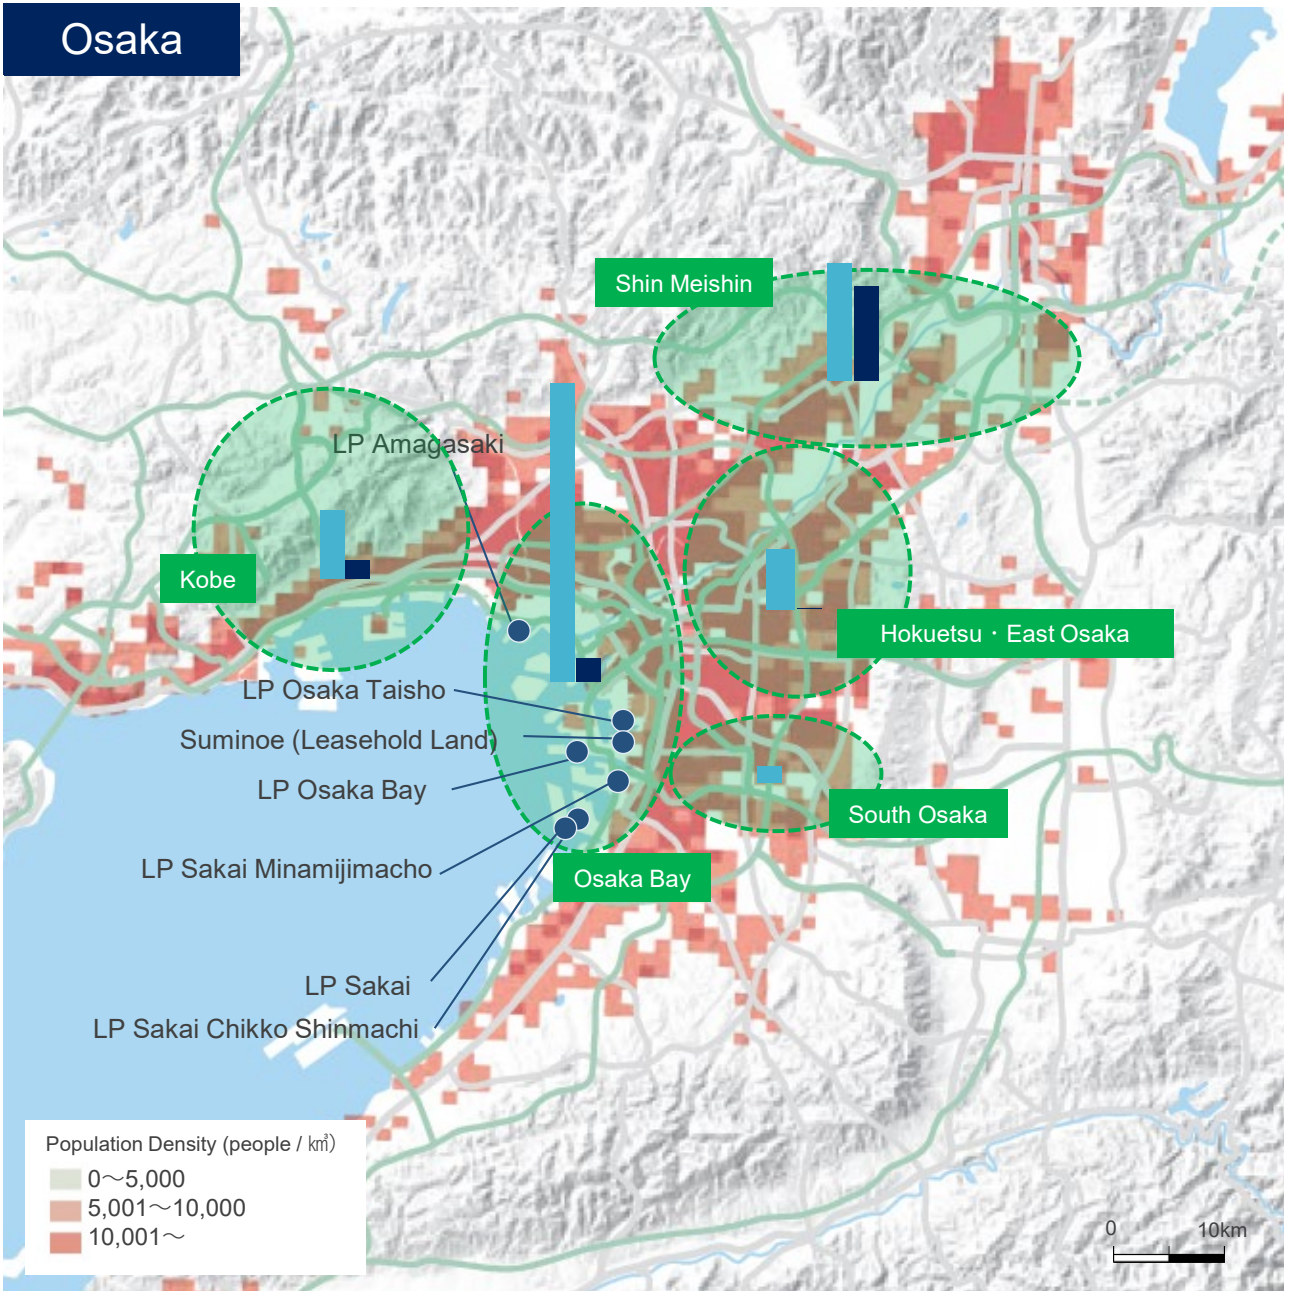 Osaka
Shin Meishin
LP Amagasaki
Kobe
Hokuetsu・East Osaka
LP Osaka Taisho
Suminoe (Leasehold Land)
LP Osaka Bay
South Osaka
LP Sakai Minamijimacho
Osaka Bay
LP Sakai
LP Sakai Chikko Shinmachi
Population Density (people / k㎥)
0～5,000
5,001～10,000
10,001～
0 10km